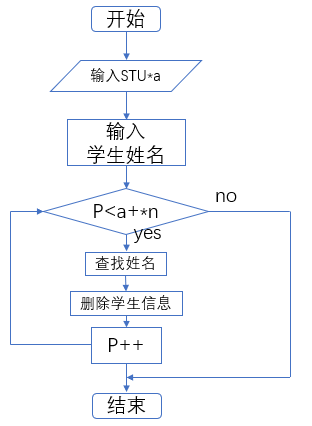 开始
输入STU*a
输入
学生姓名
no
P<a+*n
yes
查找姓名
删除学生信息
P++
结束